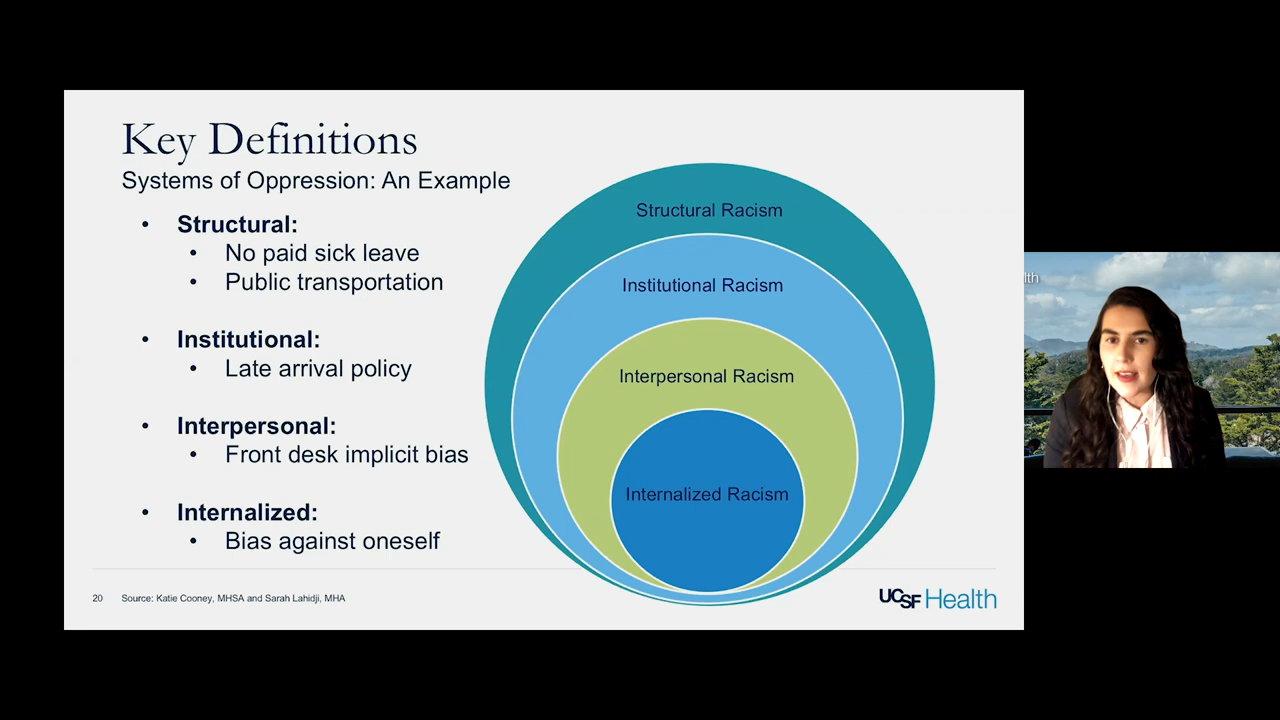 Key Definitions
Systems of Oppression: An Example
• Structural:
• No paid sick leave
• Public transportation
• Institutional:
• Late arrival policy
• Interpersonal:
• Front desk implicit bias
• Internalized:
• Bias against oneself
Structural Racism
Institutional Racism
Interpersonal Racism
Internalized Racism
20 Source: Katie Cooney, MHSA and Sarah Lahidji, MHA
UCSF Health
lth